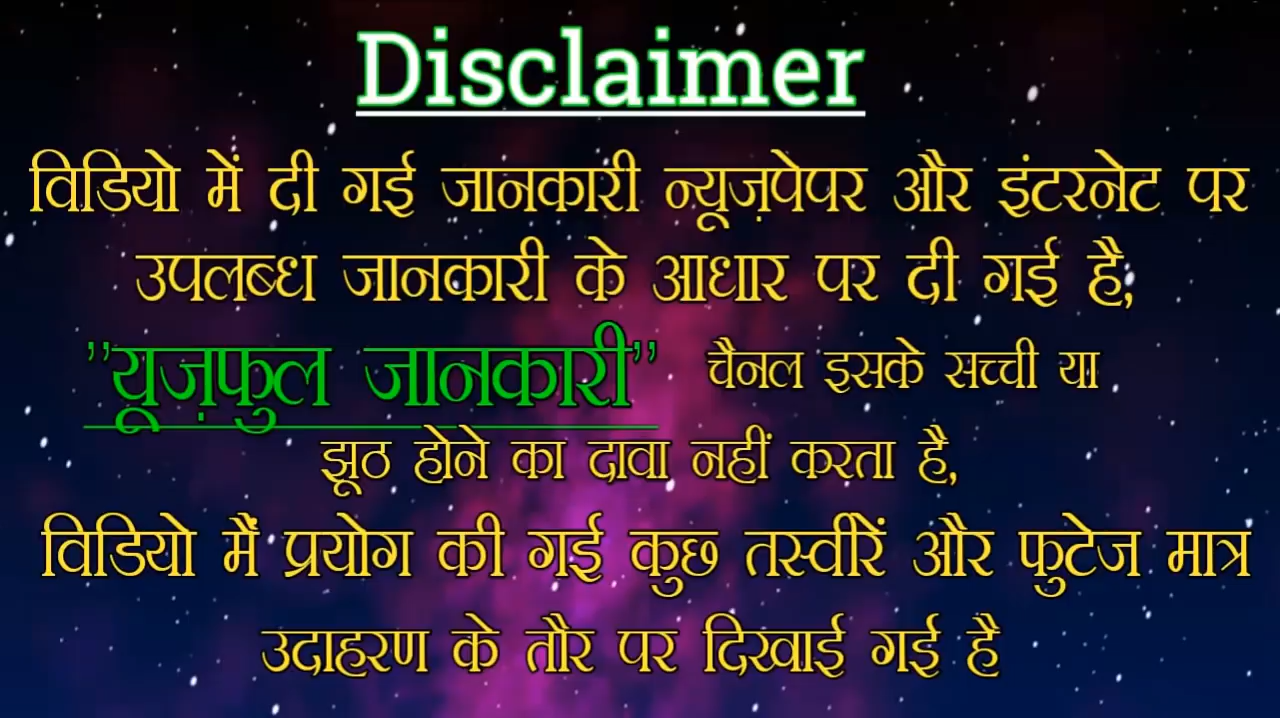 Disclaimer
विडियो में दी गई जानकारी न्यूज़पेपर और इंटरनेट पर
उपलब्ध जानकारी के आधार पर दी गई है,
"यूज़फुल जानकारी" चैनल इसके सच्ची या
झूठ होने का दावा नहीं करता है,
विडियो मैं प्रयोग की गई कुछ तस्वीरें और फुटेज मात्र
उदाहरण के तौर पर दिखाई गई है